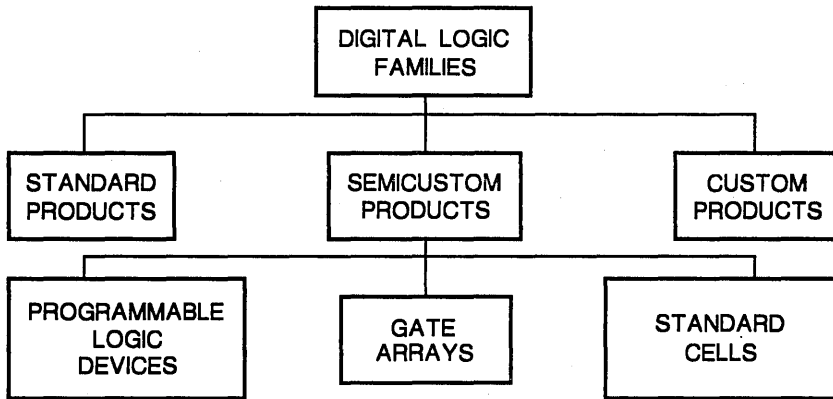 DIGITAL LOGIC
FAMILIES
STANDARD
PRODUCTS
SEMICUSTOM
PRODUCTS
CUSTOM
PRODUCTS
PROGRAMMABLE
LOGIC
DEVICES
GATE
ARRAYS
STANDARD
CELLS